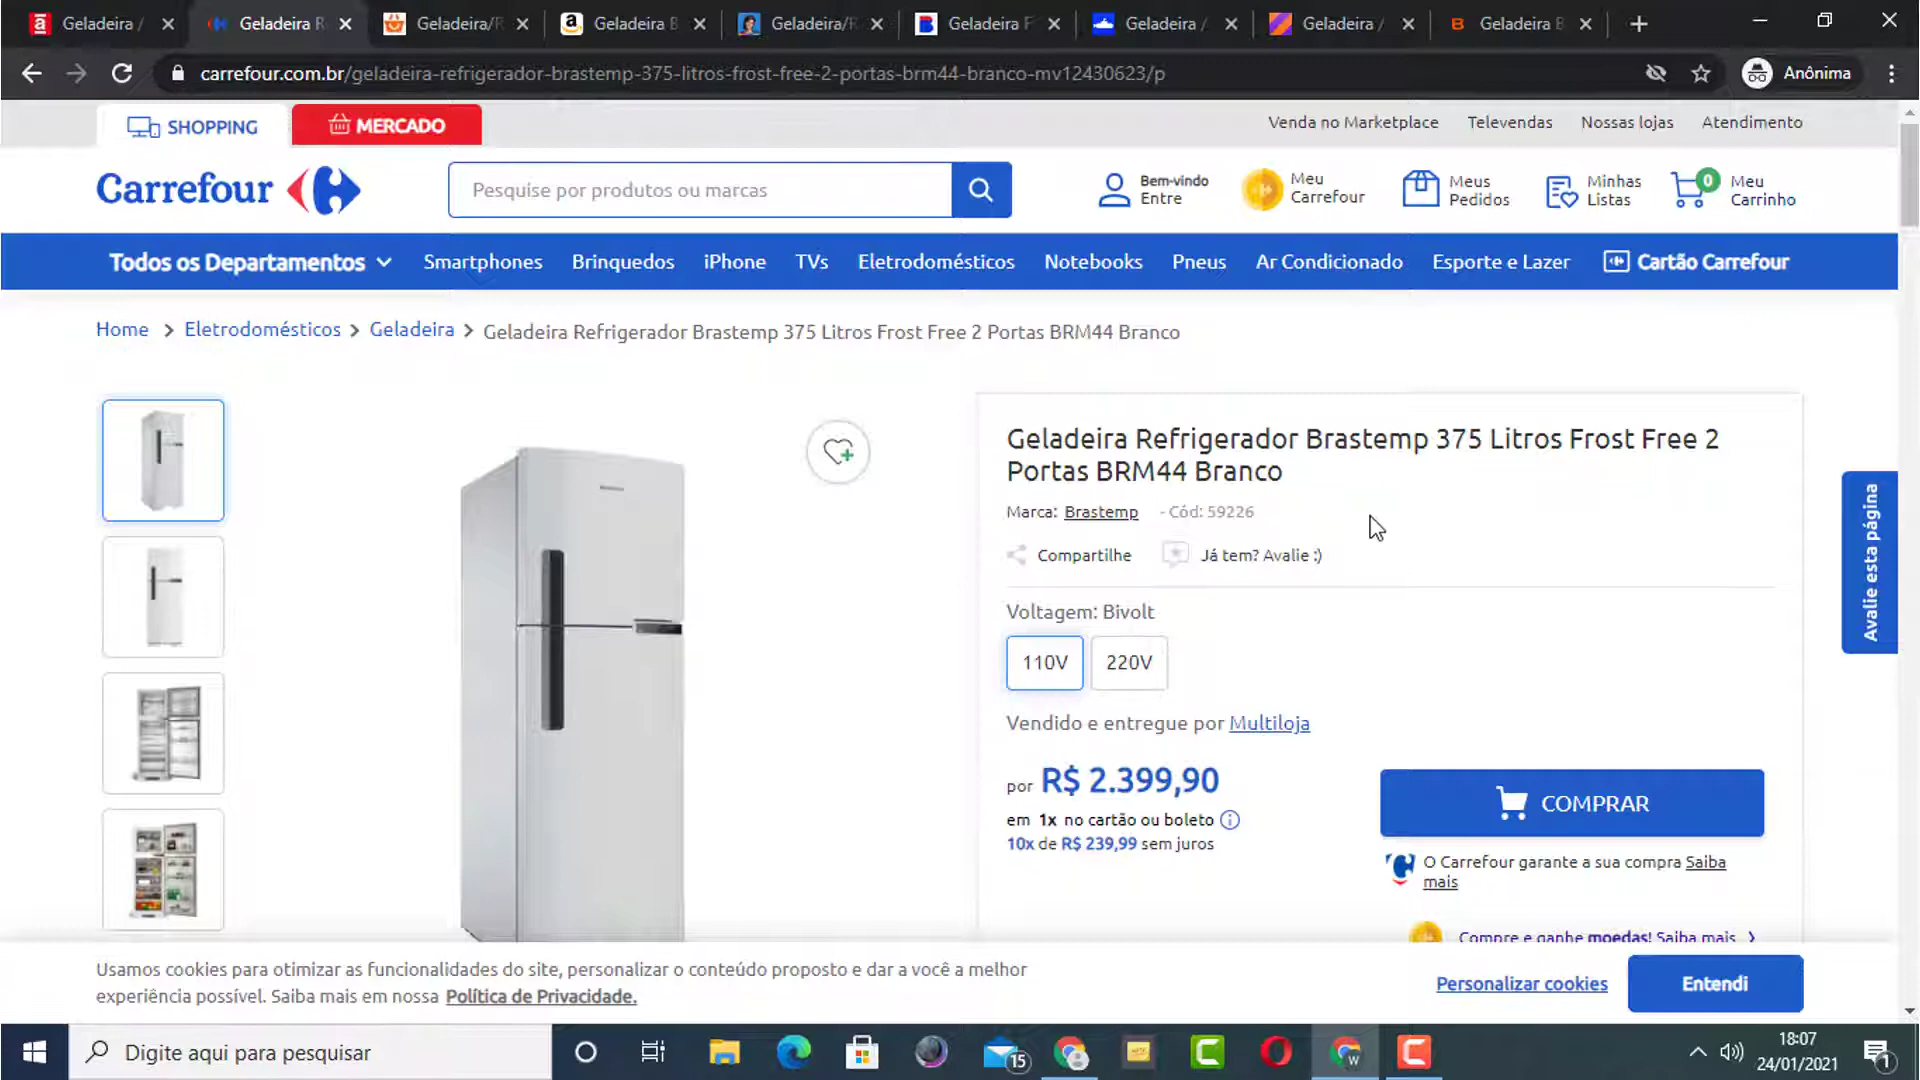 Geladeira /
Geladeira R
Geladeira/R
Geladeira B
Geladeira/R
Geladeira F
Geladeira /
Geladeira /
Geladeira B
carrefour.com.br/geladeira-refrigerador-brastemp-375-litros-frost-free-2-portas-brm44-branco-mv12430623/p
Anônima
SHOPPING
MERCADO
Venda no Marketplace
Televendas
Nossas lojas
Atendimento
Carrefour
Pesquise por produtos ou marcas
Bem-vindo
Entre
Meu
Carrefour
Meus
Pedidos
Minhas
Listas
0
Meu
Carrinho
Todos os Departamentos
Smartphones
Brinquedos
iPhone
TVs
Eletrodomésticos
Notebooks
Pneus
Ar Condicionado
Esporte e Lazer
Cartão Carrefour
Home
Eletrodomésticos
Geladeira
Geladeira Refrigerador Brastemp 375 Litros Frost Free 2 Portas BRM44 Branco
Geladeira Refrigerador Brastemp 375 Litros Frost Free 2
Portas BRM44 Branco
Marca: Brastemp - Cód: 59226
Compartilhe
Já tem? Avalie :)
Avalie esta página
Voltagem: Bivolt
110V
220V
Vendido e entregue por Multiloja
por R$ 2.399,90
em 1x no cartão ou boleto
10x de R$ 239,99 sem juros
COMPRAR
O Carrefour garante a sua compra Saiba
mais
Compre e ganhe moedas! Saiba mais
Usamos cookies para otimizar as funcionalidades do site, personalizar o conteúdo proposto e dar a você a melhor
experiência possível. Saiba mais em nossa Política de Privacidade.
Personalizar cookies
Entendi
Digite aqui para pesquisar
15
W
18:07
24/01/2021
1